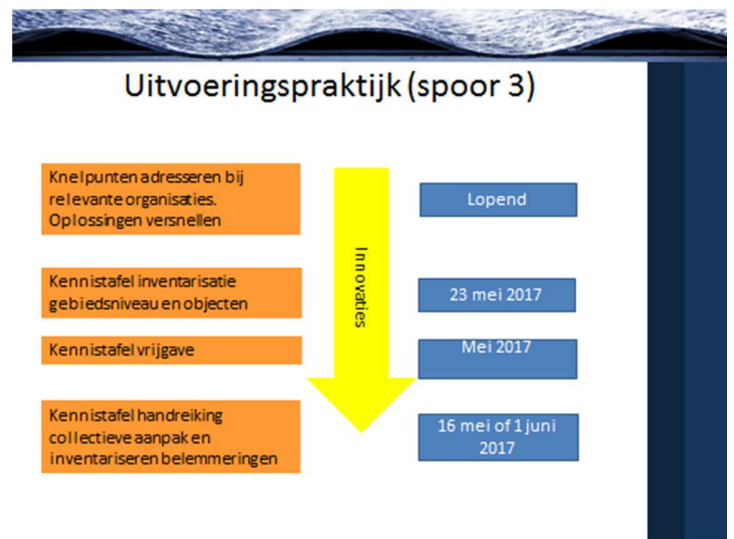 Uitvoeringspraktijk (spoor 3)
Knelpunten adresseren bij
relevante organisaties.
Oplossingen versnellen
Lopend
Innovaties
Kennistafel inventarisatie
gebiedsniveau en objecten
23 mei 2017
Kennistafel vrijgave
Mei 2017
Kennistafel handreiking
collectieve aanpak en
inventariseren belemmeringen
16 mei of 1 juni
2017